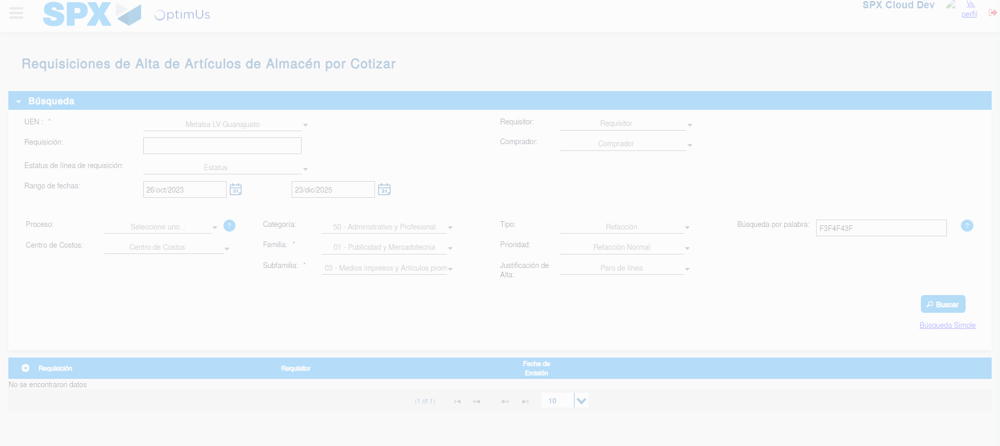 SPX OptimUs
SPX Cloud Dev
perfil
Requisiciones de Alta de Artículos de Almacén por Cotizar
Búsqueda
UEN : * Metalsa LV Guanajuato
Requisitor: Requisitor
Requisición:
Comprador: Comprador
Estatus de línea de requisición: Estatus
Rango de fechas: 26/oct/2023 31 23/dic/2025 31
Proceso: Seleccione uno... ?
Categoría: 50 - Administrativo y Profesional
Tipo: Refacción
Búsqueda por palabra: F3F4F43F ?
Centro de Costos: Centro de Costos
Familia: * 01 - Publicidad y Mercadotecnia
Prioridad: Refacción Normal
Subfamilia: * 03 - Medios impresos y Artículos prom
Justificación de
Alta: Paro de línea
Buscar
Búsqueda Simple
Requisición Requisitor Fecha de
Emisión
No se encontraron datos
(1 of 1) 10